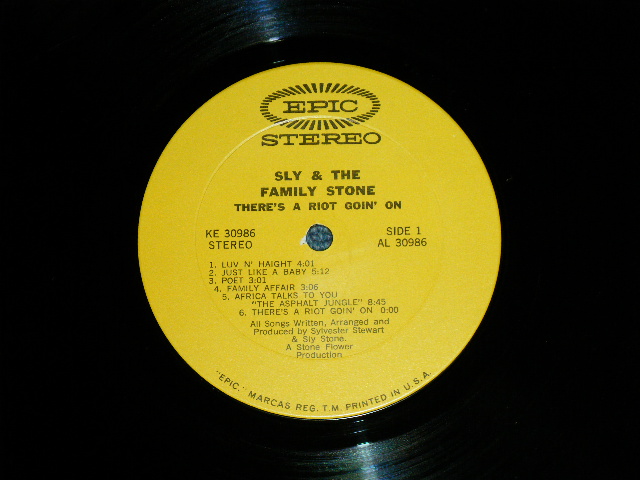 EPIC
STEREO
SLY & THE
FAMILY STONE
THERE'S A RIOT GOIN' ON
KE 30986
STEREO
SIDE 1
AL 30986
1. LUV N' HAIGHT 4:01
2. JUST LIKE A BABY 5:12
3. POET 3:01
4. FAMILY AFFAIR 3:06
5. AFRICA TALKS TO YOU
"THE ASPHALT JUNGLE" 8:45
6. THERE'S A RIOT GOIN' ON 0:00
All Songs Written, Arranged and
Produced by Sylvester Stewart
& Sly Stone.
A Stone Flower
Production
"EPIC," MARCAS REG. T.M. PRINTED IN U.S.A.